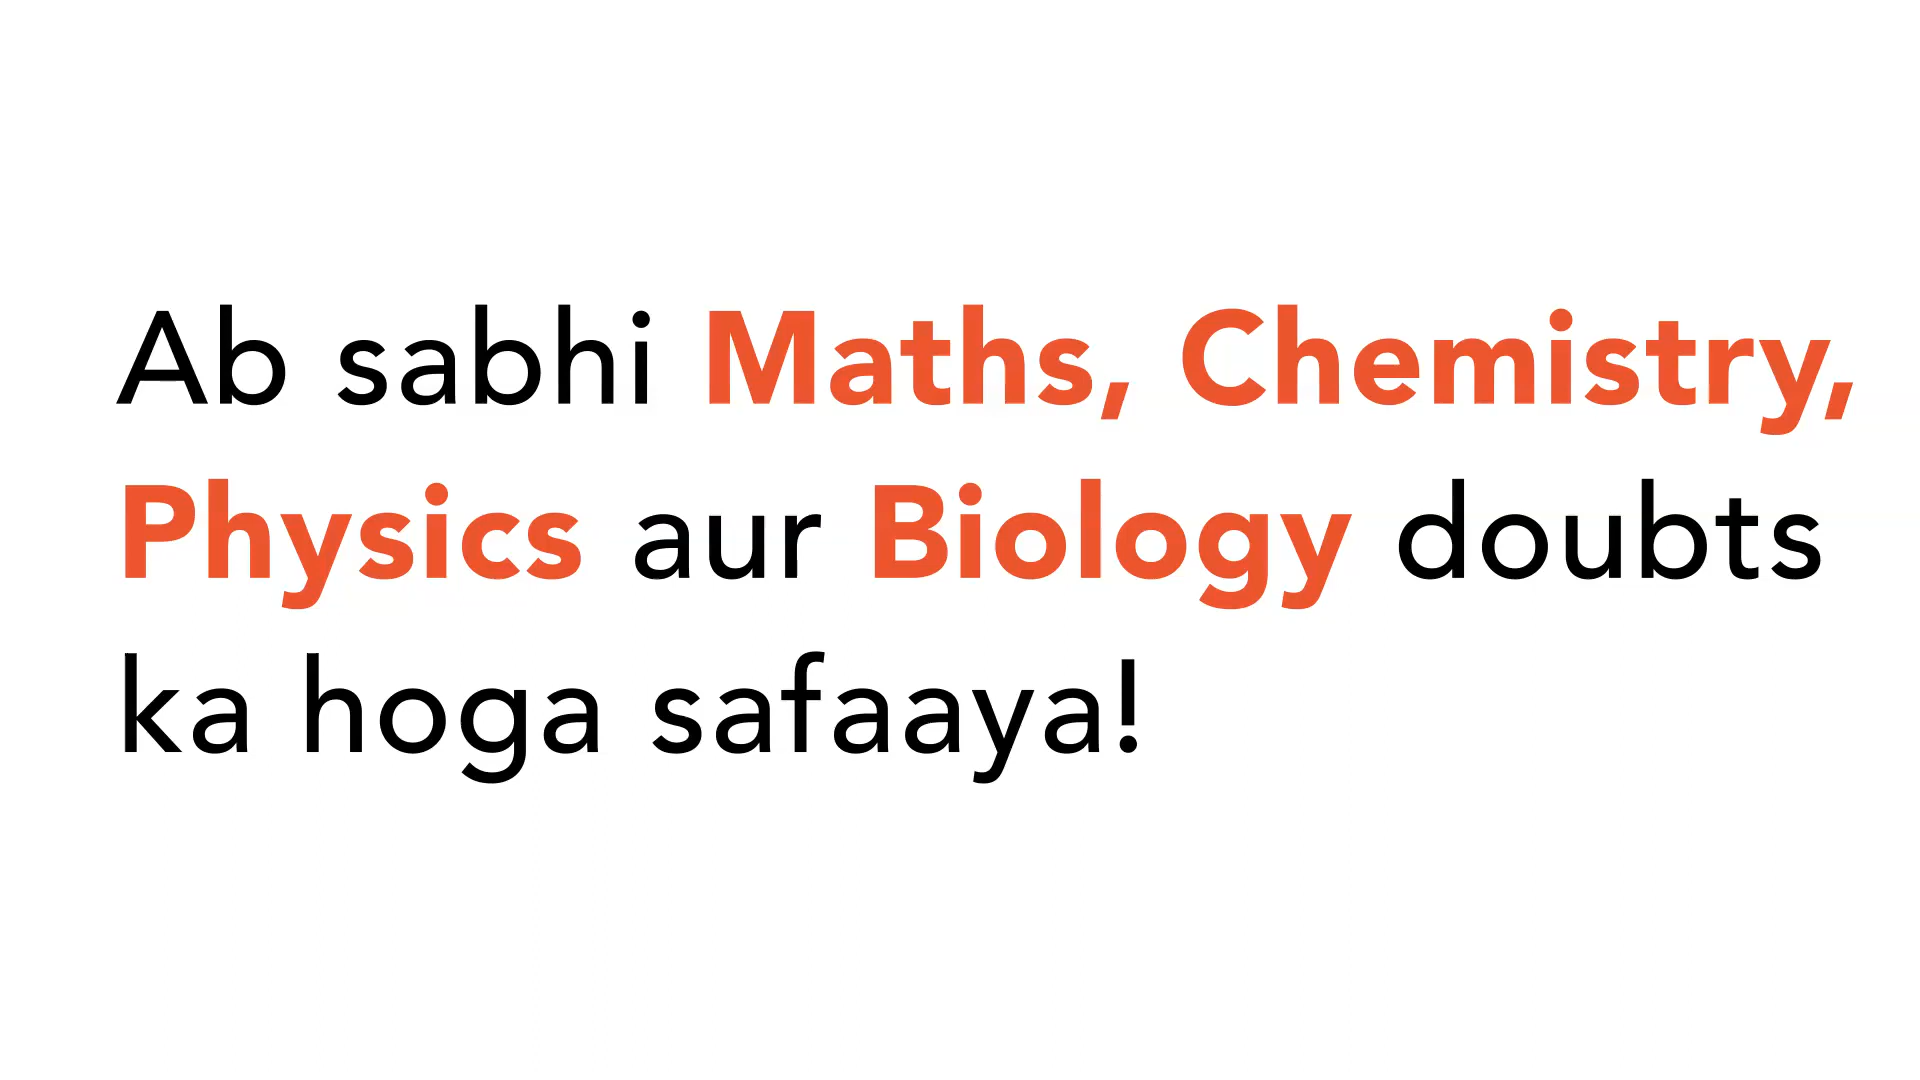 Ab sabhi Maths, Chemistry,
Physics aur Biology doubts
ka hoga safaaya!